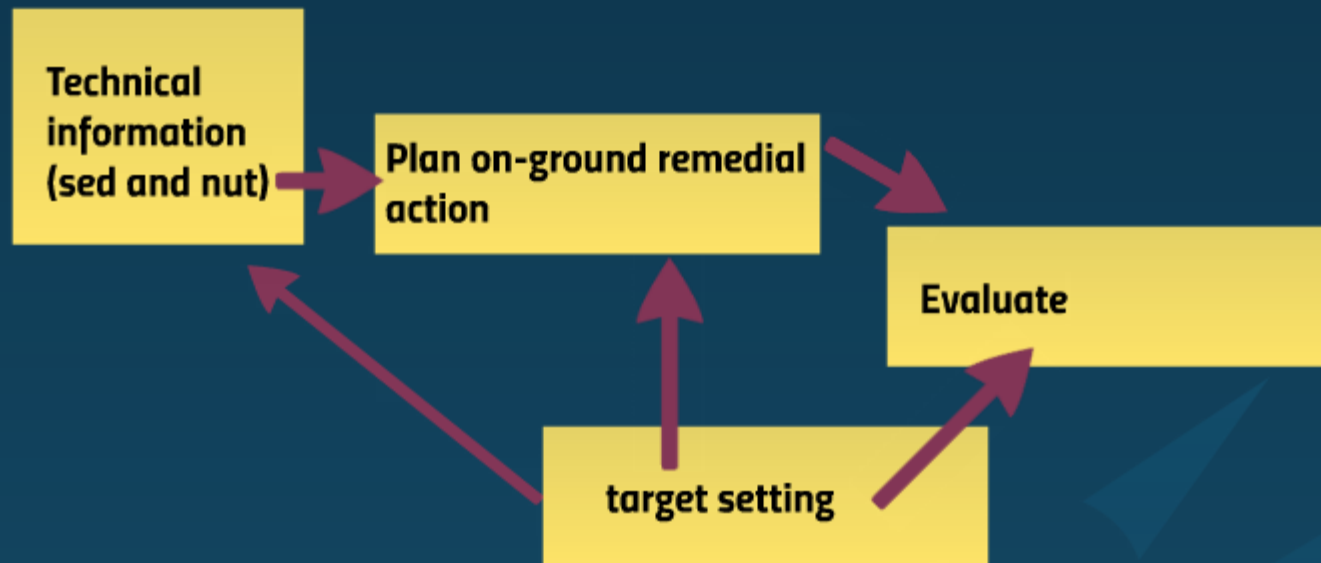 Technical
information
(sed and nut)
Plan on-ground remedial
action
Evaluate
target setting